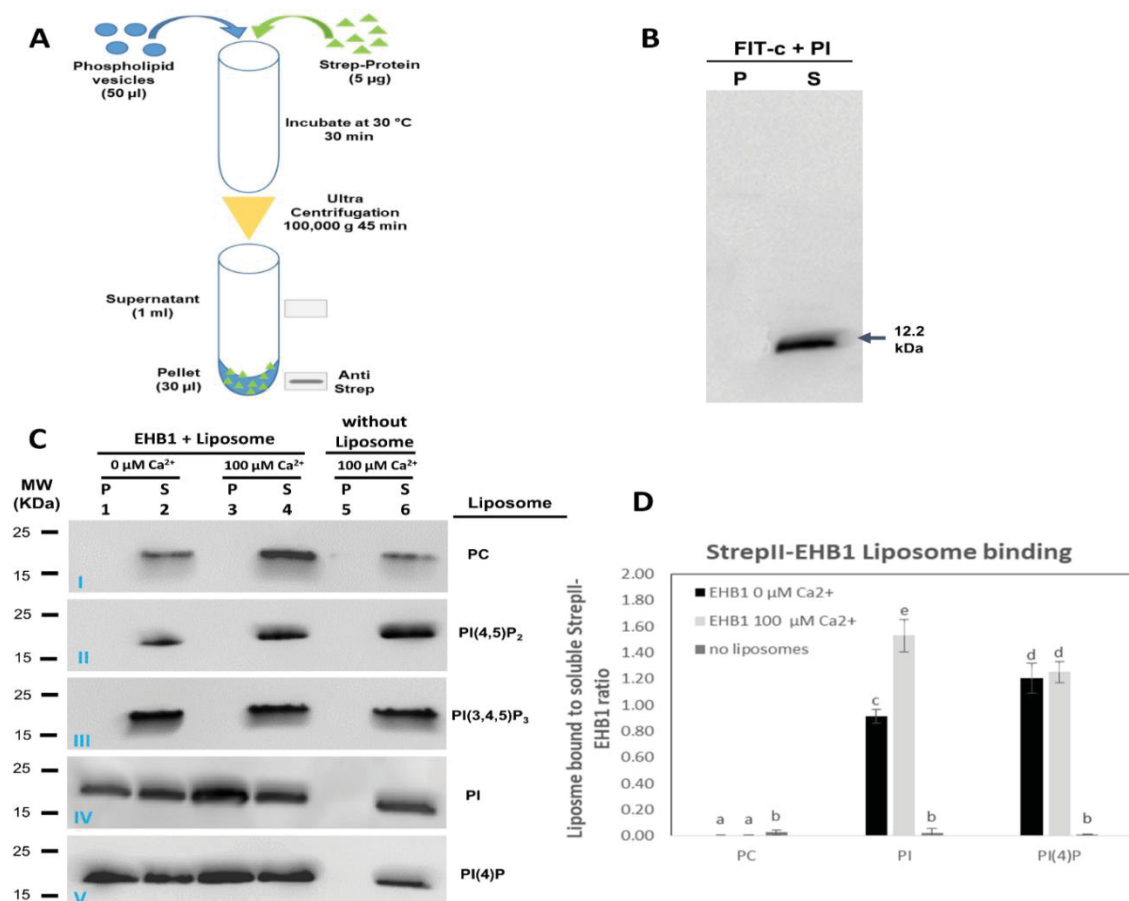 A
Phospholipid
vesicles
(50 µl)
Strep-Protein
(5 µg)
Incubate at 30 °C
30 min
Ultra
Centrifugation
100,000 g 45 min
Supernatant
(1 ml)
Pellet
(30 µl)
Anti
Strep
B
FIT-c + PI
P S
12.2
kDa
C
EHB1 + Liposome
without
Liposome
0 µM Ca²⁺ 100 µM Ca²⁺ 100 µM Ca²⁺
MW
(KDa)
P S P S P S
1 2 3 4 5 6
Liposome
25
15
I
PC
25
15
II
PI(4,5)P₂
25
15
III
PI(3,4,5)P₃
25
15
IV
PI
25
15
V
PI(4)P
D
StrepII-EHB1 Liposome binding
Liposme bound to soluble StrepII-
EHB1 ratio
2.00
1.80
1.60
1.40
1.20
1.00
0.80
0.60
0.40
0.20
0.00
EHB1 0 µM Ca2+
EHB1 100 µM Ca2+
no liposomes
a a b
c e b
d d b
PC PI PI(4)P